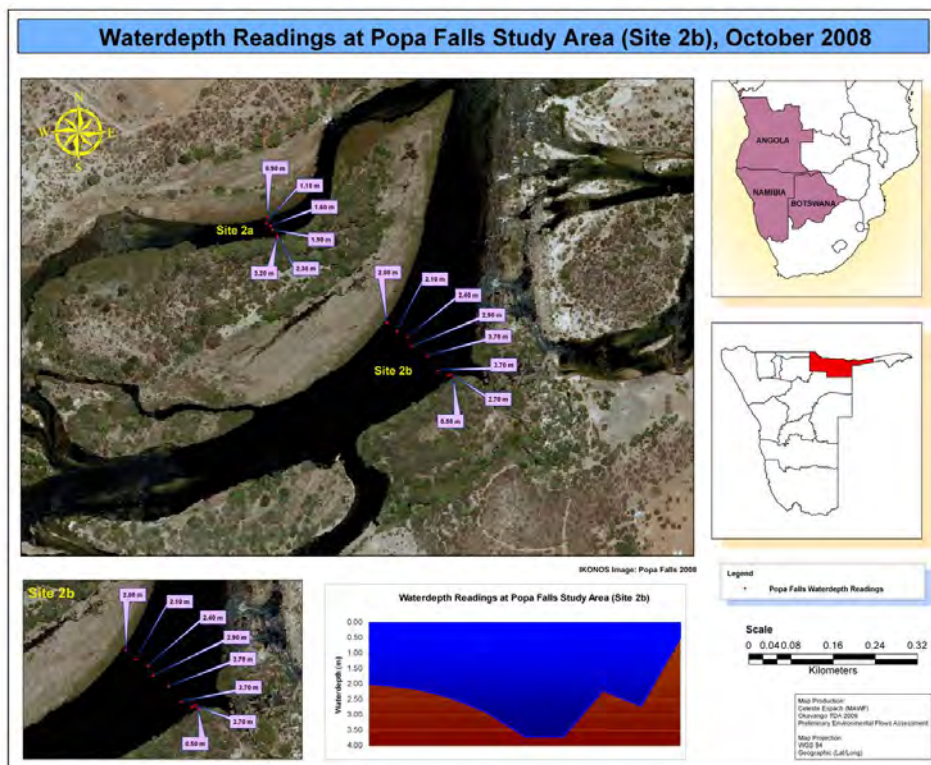 Waterdepth Readings at Popa Falls Study Area (Site 2b), October 2008
N
W E
S
0.90 m
1.10 m
1.60 m
Site 2a
1.90 m
3.20 m
2.30 m
2.00 m
2.10 m
2.40 m
2.90 m
3.70 m
Site 2b
3.70 m
2.70 m
0.50 m
ANGOLA
NAMIBIA
BOTSWANA
IKONOS Image: Popa Falls 2008
Legend
Popa Falls Waterdepth Readings
Site 2b
2.00 m
2.10 m
2.40 m
2.90 m
3.70 m
3.70 m
0.50 m
Waterdepth Readings at Popa Falls Study Area (Site 2b)
Waterdepth (m)
0.00
0.50
1.00
1.50
2.00
2.50
3.00
3.50
4.00
Scale
0 0.04 0.08 0.16 0.24 0.32
Kilometers
Map Production:
Celeste Espach (MAWF)
Okavango TDA 2009
Preliminary Environmental Flows Assessment
Map Projection:
WGS 84
Geographic (Lat/Long)